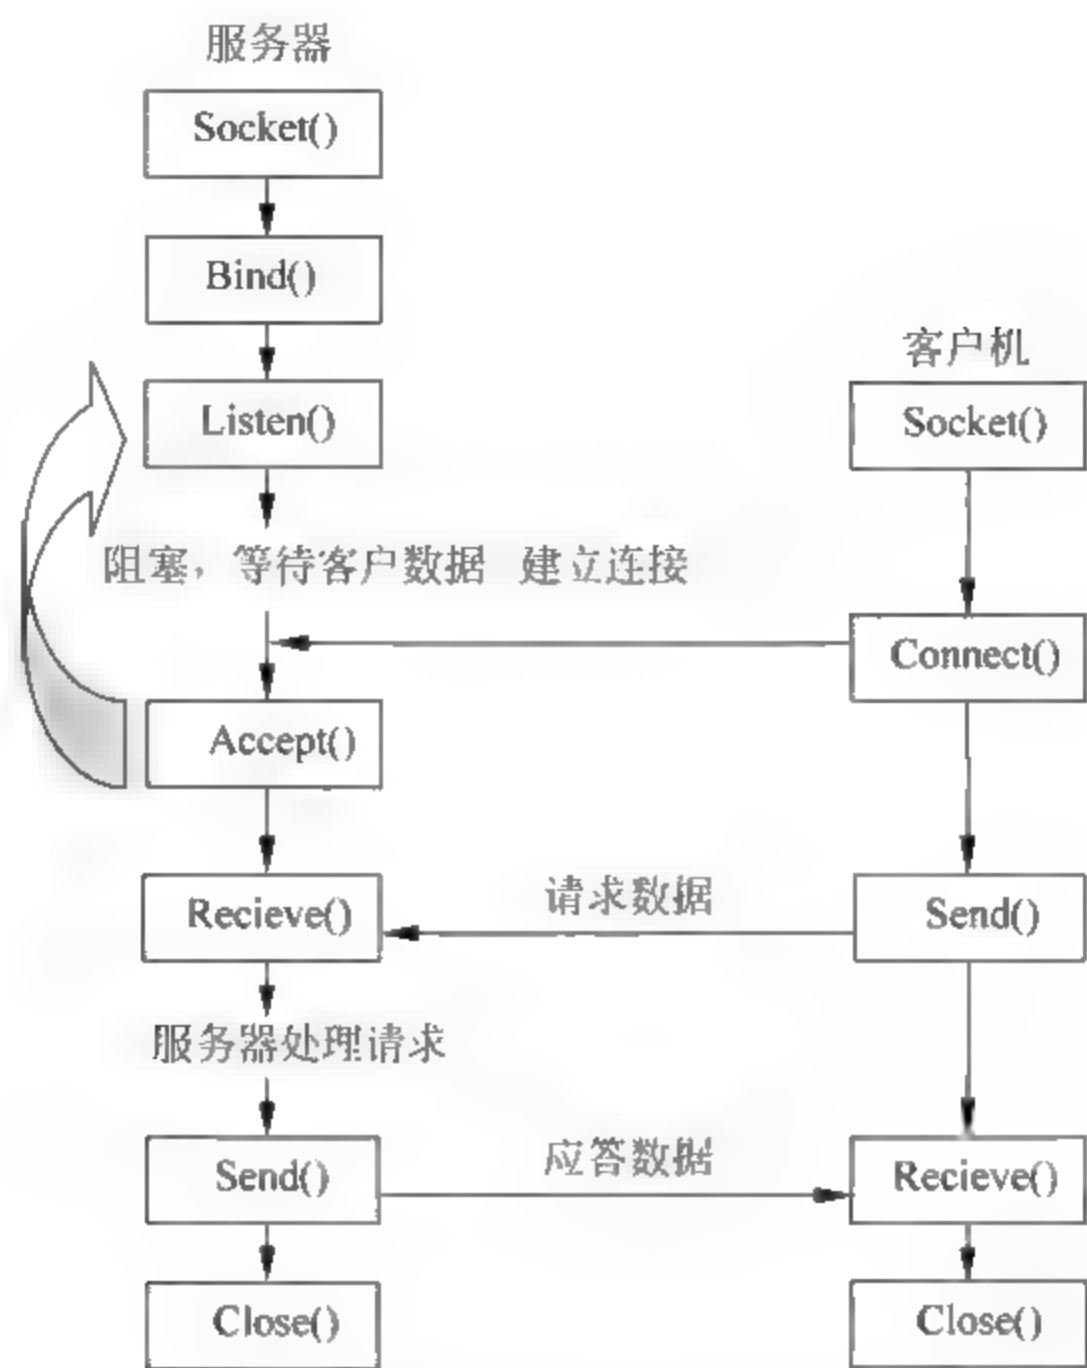 服务器
Socket()
Bind()
Listen()
阻塞，等待客户数据 建立连接
Accept()
Recieve()
服务器处理请求
Send()
Close()
客户机
Socket()
Connect()
请求数据
Send()
应答数据
Recieve()
Close()